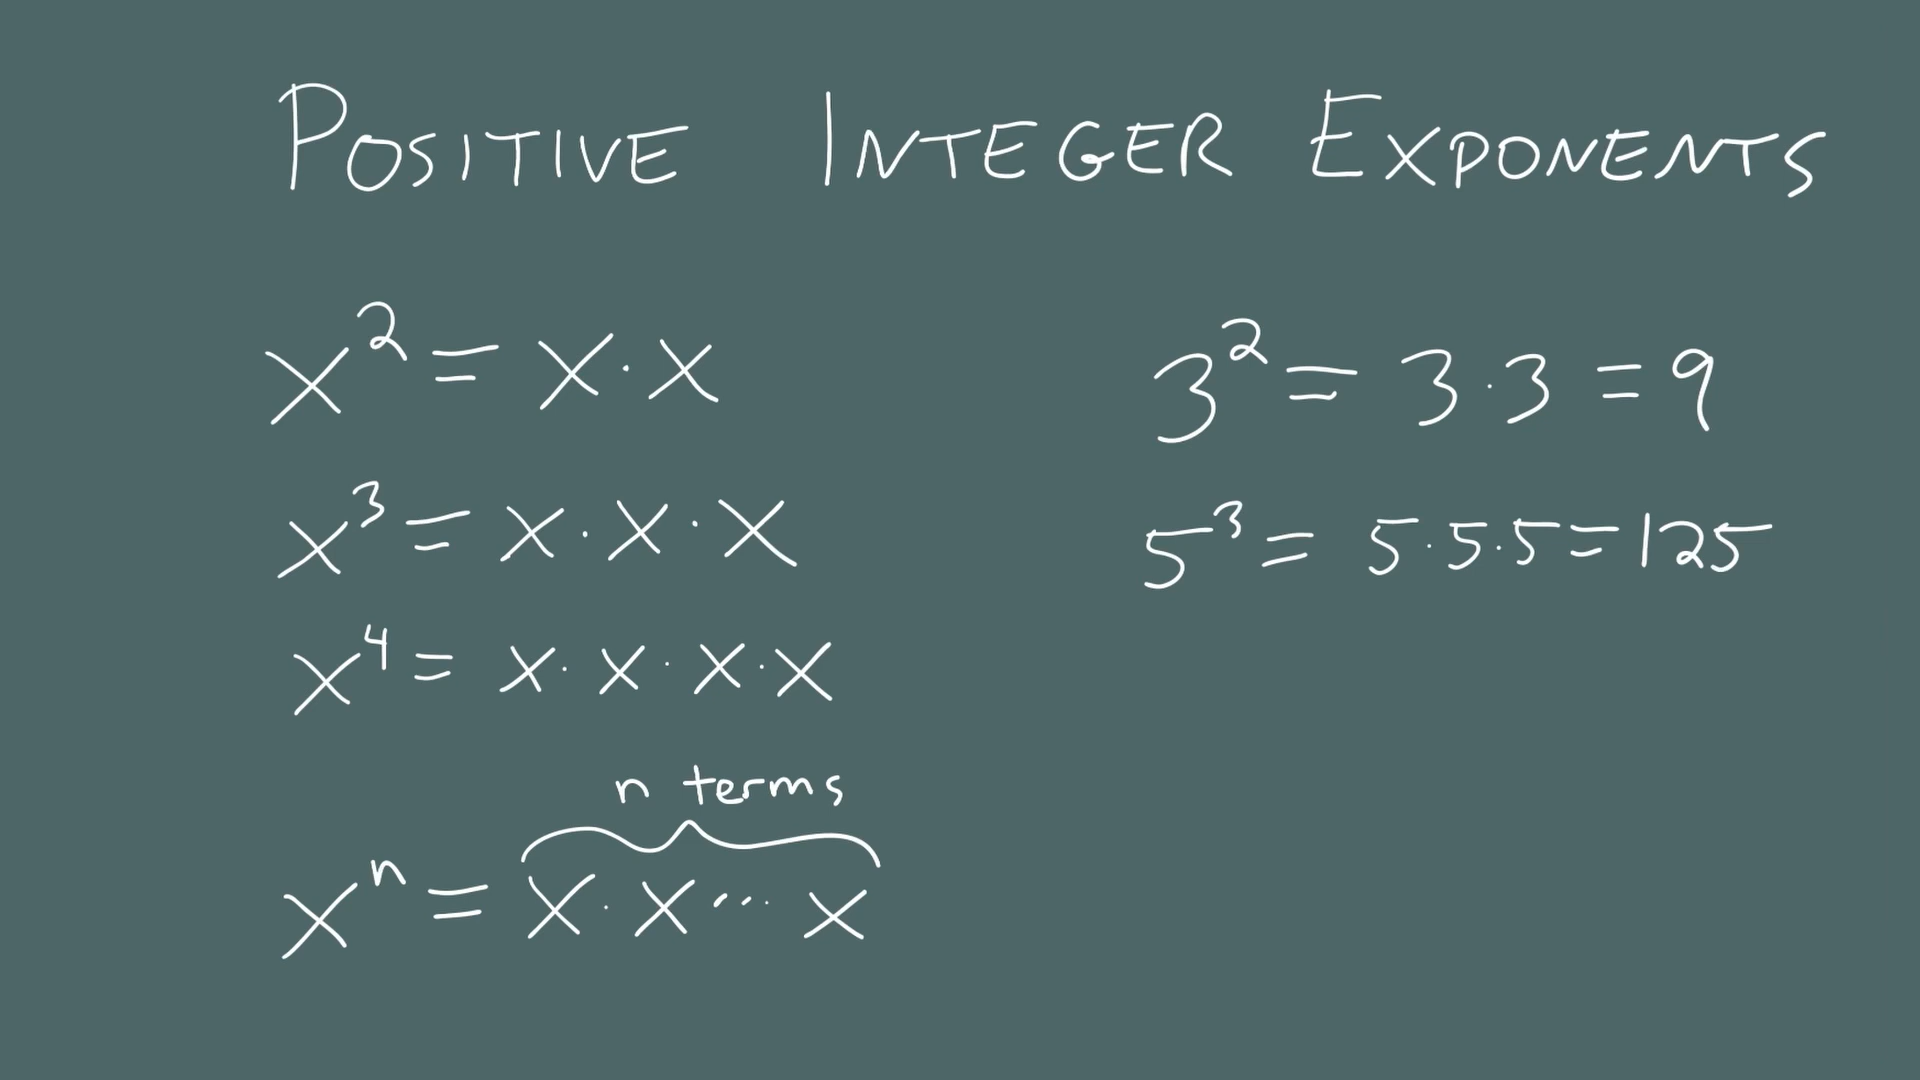 POSITIVE INTEGER EXPONENTS
x² = x · x
x³ = x · x · x
x⁴ = x · x · x · x
n terms
xⁿ = x · x ··· x
3² = 3 · 3 = 9
5³ = 5 · 5 · 5 = 125